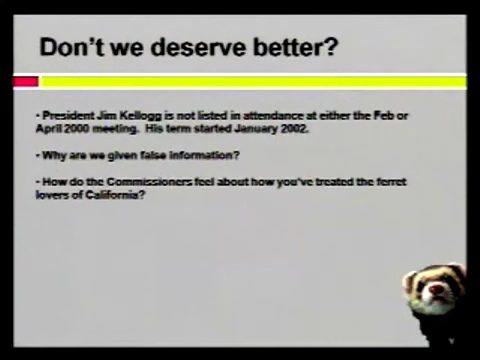 Don't we deserve better?
• President Jim Kellogg is not listed in attendance at either the Feb or
April 2000 meeting. His term started January 2002.
• Why are we given false information?
• How do the Commissioners feel about how you've treated the ferret
lovers of California?